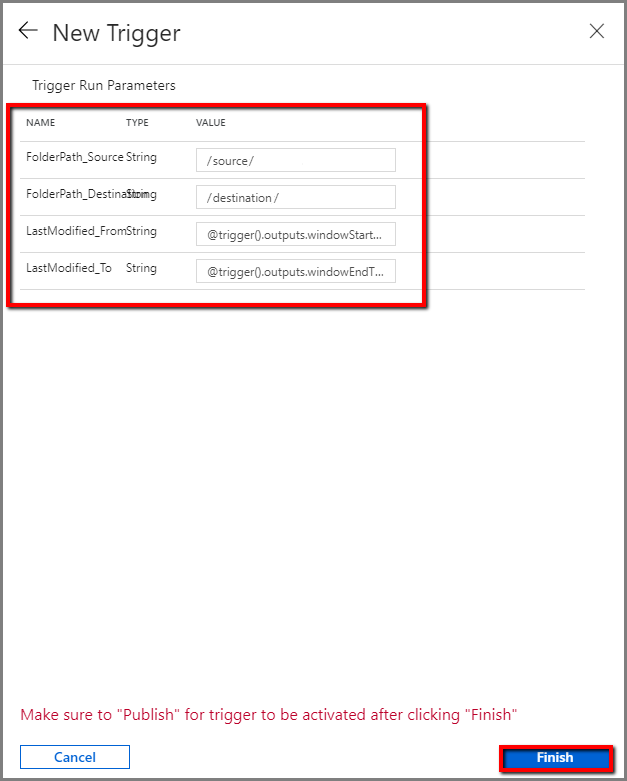 New Trigger
Trigger Run Parameters
NAME TYPE VALUE
FolderPath_Source String /source/
FolderPath_Destination String /destination/
LastModified_From String @trigger().outputs.windowStart...
LastModified_To String @trigger().outputs.windowEndT...
Make sure to "Publish" for trigger to be activated after clicking "Finish"
Cancel Finish